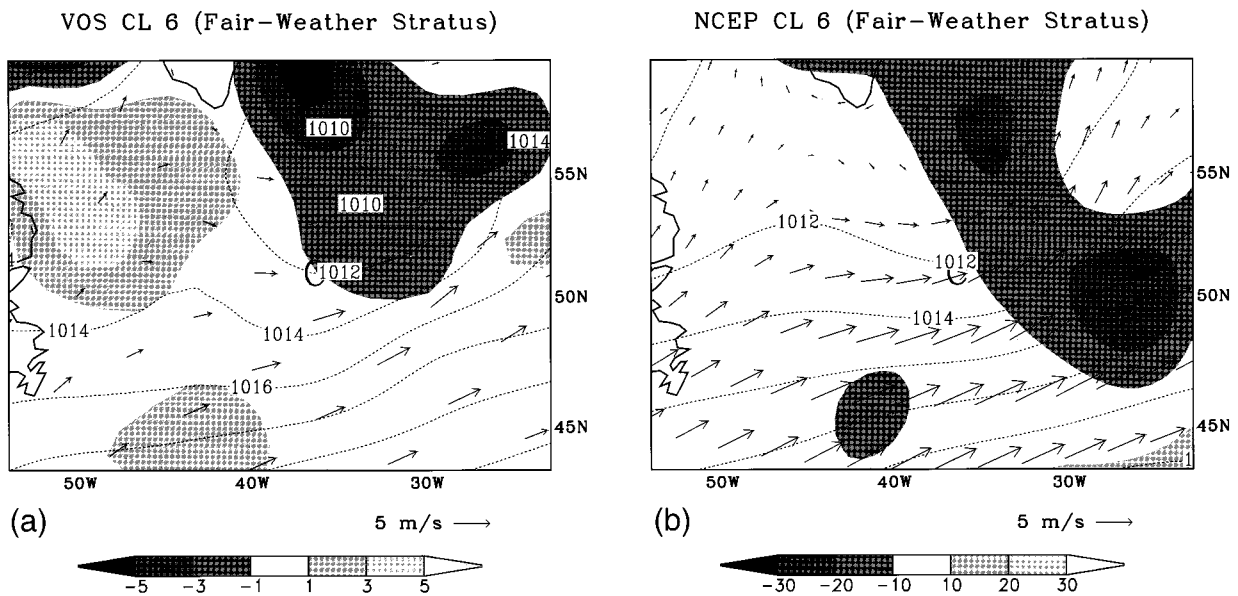 VOS CL 6 (Fair-Weather Stratus)
1010
1014
1010
1012
1014
1014
1016
55N
50N
45N
50W
40W
30W
(a)
5 m/s
-5 -3 -1 1 3 5
NCEP CL 6 (Fair-Weather Stratus)
1012
1012
1014
1
55N
50N
45N
50W
40W
30W
(b)
5 m/s
-30 -20 -10 10 20 30